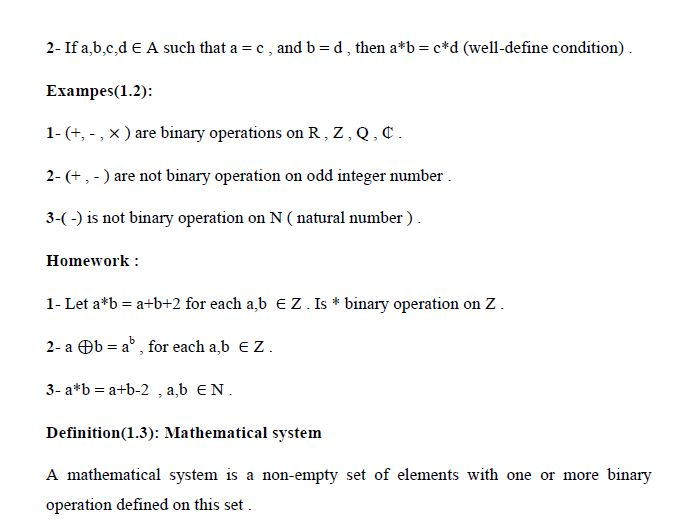 2- If a,b,c,d ∈ A such that a = c , and b = d , then a*b = c*d (well-define condition) .
Exampes(1.2):
1- (+, - , × ) are binary operations on R , Z , Q , ₵ .
2- (+ , - ) are not binary operation on odd integer number .
3-( -) is not binary operation on N ( natural number ) .
Homework :
1- Let a*b = a+b+2 for each a,b ∈ Z . Is * binary operation on Z .
2- a ⊕b = aᵇ , for each a,b ∈ Z .
3- a*b = a+b-2 , a,b ∈ N .
Definition(1.3): Mathematical system
A mathematical system is a non-empty set of elements with one or more binary
operation defined on this set .